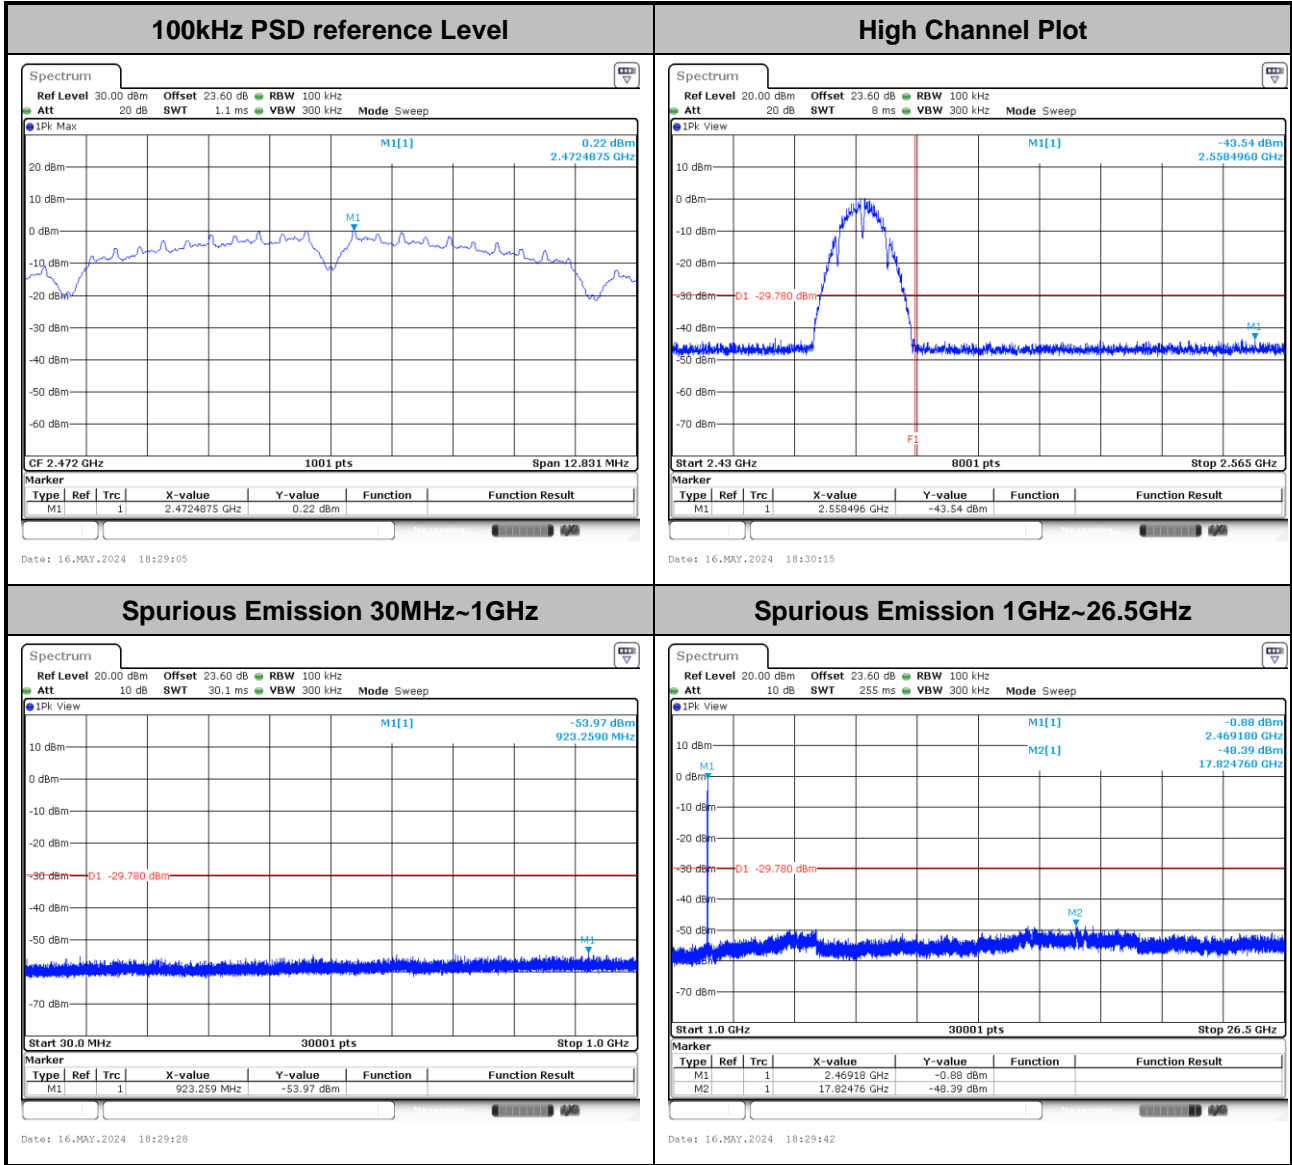 100kHz PSD reference Level
Spectrum
Ref Level 30.00 dBm Offset 23.60 dB RBW 100 kHz
Att 20 dB SWT 1.1 ms VBW 300 kHz Mode Sweep
1Pk Max
M1[1] 0.22 dBm
2.4724875 GHz
20 dBm
10 dBm
M1
0 dBm
-10 dBm
-20 dBm
-30 dBm
-40 dBm
-50 dBm
-60 dBm
CF 2.472 GHz 1001 pts Span 12.831 MHz
Marker
Type Ref Trc X-value Y-value Function Function Result
M1 1 2.4724875 GHz 0.22 dBm
Date: 16.MAY.2024 18:29:05
High Channel Plot
Spectrum
Ref Level 20.00 dBm Offset 23.60 dB RBW 100 kHz
Att 20 dB SWT 8 ms VBW 300 kHz Mode Sweep
1Pk View
M1[1] -43.54 dBm
2.5584960 GHz
10 dBm
0 dBm
-10 dBm
-20 dBm
-30 dBm D1 -29.780 dBm
-40 dBm
M1
-50 dBm
-60 dBm
-70 dBm
F1
Start 2.43 GHz 8001 pts Stop 2.565 GHz
Marker
Type Ref Trc X-value Y-value Function Function Result
M1 1 2.558496 GHz -43.54 dBm
Date: 16.MAY.2024 18:30:15
Spurious Emission 30MHz~1GHz
Spectrum
Ref Level 20.00 dBm Offset 23.60 dB RBW 100 kHz
Att 10 dB SWT 30.1 ms VBW 300 kHz Mode Sweep
1Pk View
M1[1] -53.97 dBm
923.2590 MHz
10 dBm
0 dBm
-10 dBm
-20 dBm
-30 dBm D1 -29.780 dBm
-40 dBm
-50 dBm
M1
-70 dBm
Start 30.0 MHz 30001 pts Stop 1.0 GHz
Marker
Type Ref Trc X-value Y-value Function Function Result
M1 1 923.259 MHz -53.97 dBm
Date: 16.MAY.2024 18:29:28
Spurious Emission 1GHz~26.5GHz
Spectrum
Ref Level 20.00 dBm Offset 23.60 dB RBW 100 kHz
Att 10 dB SWT 255 ms VBW 300 kHz Mode Sweep
1Pk View
M1[1] -0.88 dBm
2.469180 GHz
M2[1] -48.39 dBm
17.824760 GHz
10 dBm
M1
0 dBm
-10 dBm
-20 dBm
-30 dBm D1 -29.780 dBm
-40 dBm
M2
-50 dBm
-70 dBm
Start 1.0 GHz 30001 pts Stop 26.5 GHz
Marker
Type Ref Trc X-value Y-value Function Function Result
M1 1 2.46918 GHz -0.88 dBm
M2 1 17.82476 GHz -48.39 dBm
Date: 16.MAY.2024 18:29:42